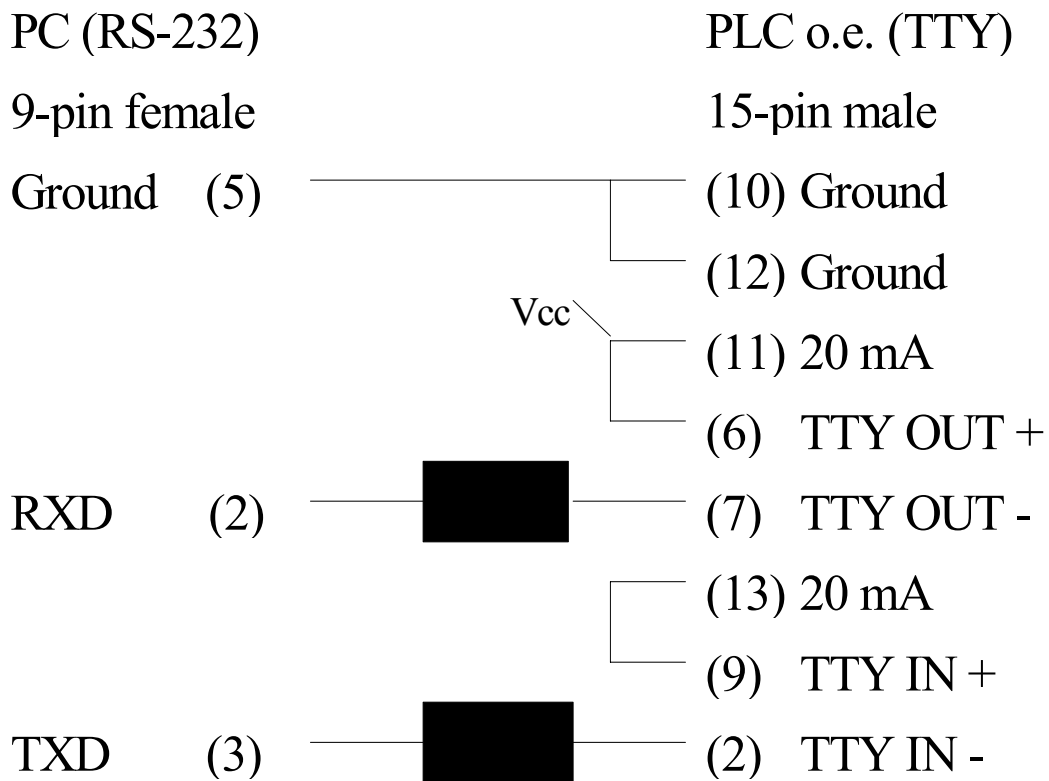 PC (RS-232) PLC o.e. (TTY)
9-pin female 15-pin male
Ground (5) (10) Ground
(12) Ground
Vcc
(11) 20 mA
(6) TTY OUT +
RXD (2) (7) TTY OUT -
(13) 20 mA
(9) TTY IN +
TXD (3) (2) TTY IN -